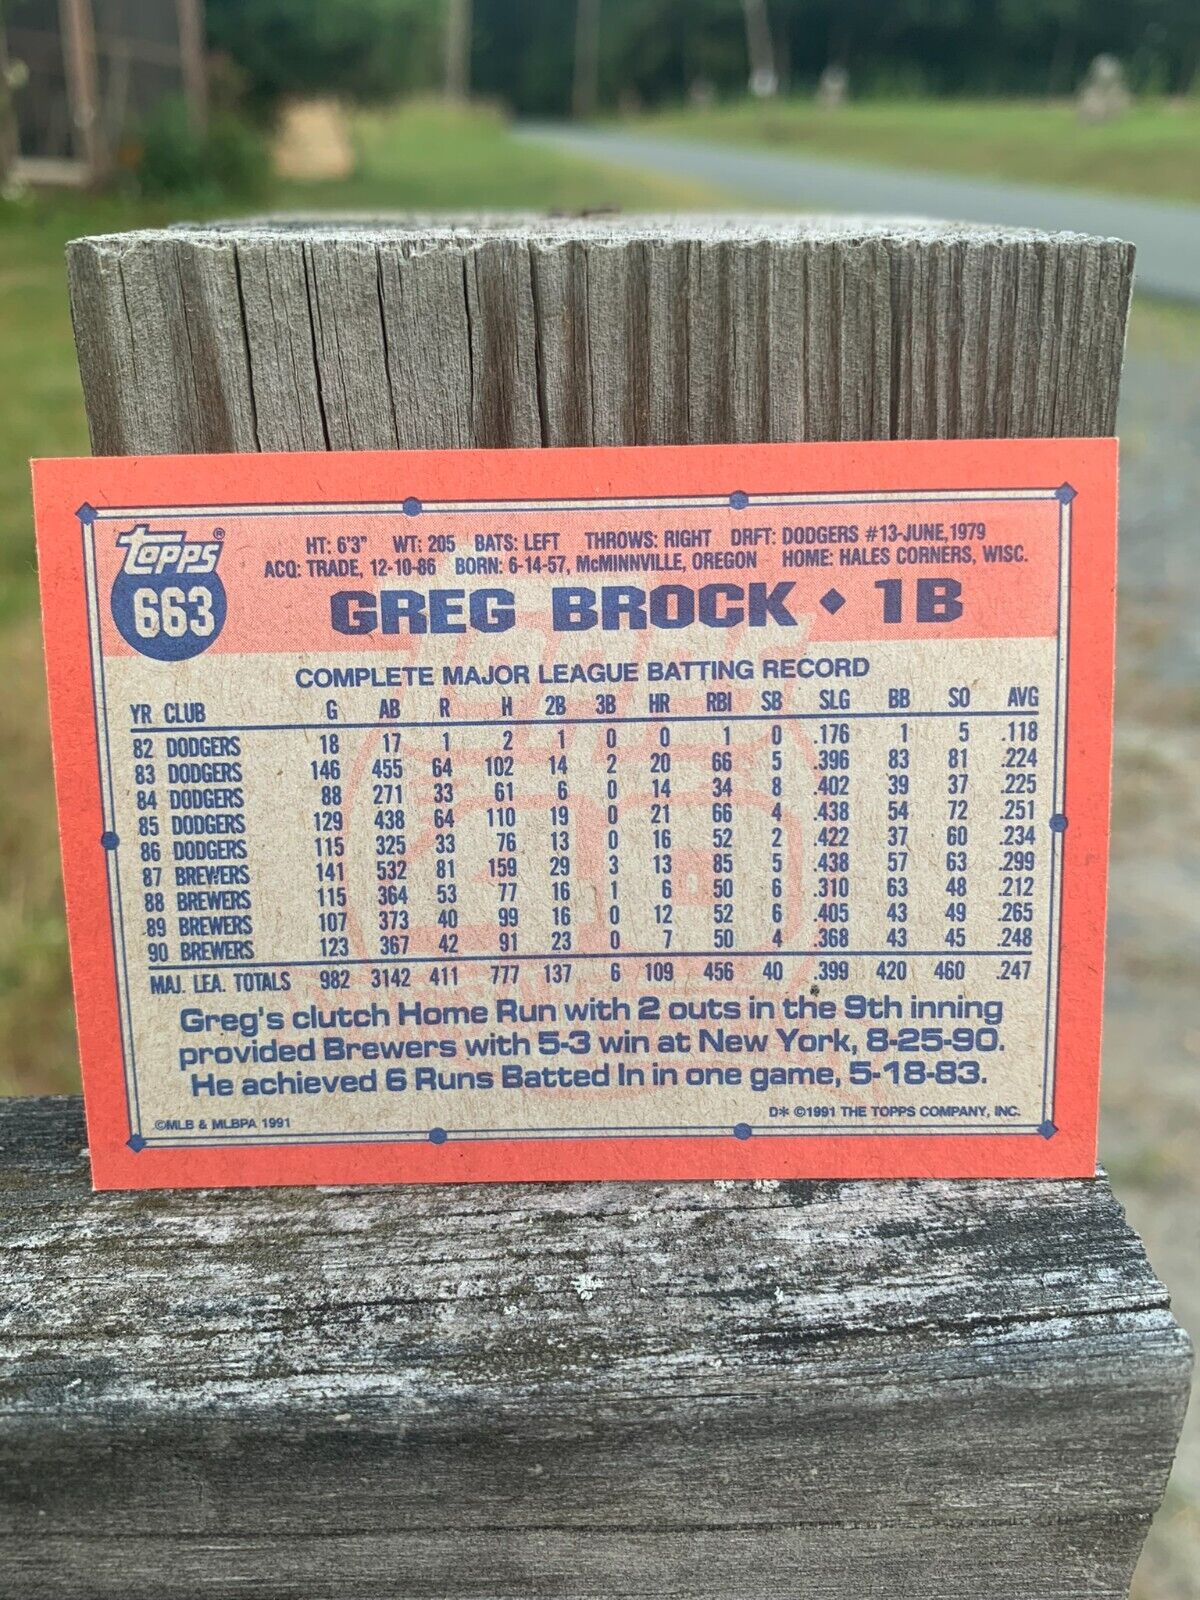 Topps®
663
HT: 6'3" WT: 205 BATS: LEFT THROWS: RIGHT DRFT: DODGERS #13-JUNE, 1979
ACQ: TRADE, 12-10-86 BORN: 6-14-57, McMINNVILLE, OREGON HOME: HALES CORNERS, WISC.
GREG BROCK ♦ 1B
COMPLETE MAJOR LEAGUE BATTING RECORD
YR CLUB G AB R H 2B 3B HR RBI SB SLG BB SO AVG
82 DODGERS 18 17 1 2 1 0 0 1 0 .176 1 5 .118
83 DODGERS 146 455 64 102 14 2 20 66 5 .396 83 81 .224
84 DODGERS 88 271 33 61 6 0 14 34 8 .402 39 37 .225
85 DODGERS 129 438 64 110 19 0 21 66 4 .438 54 72 .251
86 DODGERS 115 325 33 76 13 0 16 52 2 .422 37 60 .234
87 BREWERS 141 532 81 159 29 3 13 85 5 .438 57 63 .299
88 BREWERS 115 364 53 77 16 1 6 50 6 .310 63 48 .212
89 BREWERS 107 373 40 99 16 0 12 52 6 .405 43 49 .265
90 BREWERS 123 367 42 91 23 0 7 50 4 .368 43 45 .248
MAJ. LEA. TOTALS 982 3142 411 777 137 6 109 456 40 .399 420 460 .247
Greg's clutch Home Run with 2 outs in the 9th inning
provided Brewers with 5-3 win at New York, 8-25-90.
He achieved 6 Runs Batted In in one game, 5-18-83.
©MLB & MLBPA 1991 D* ©1991 THE TOPPS COMPANY, INC.